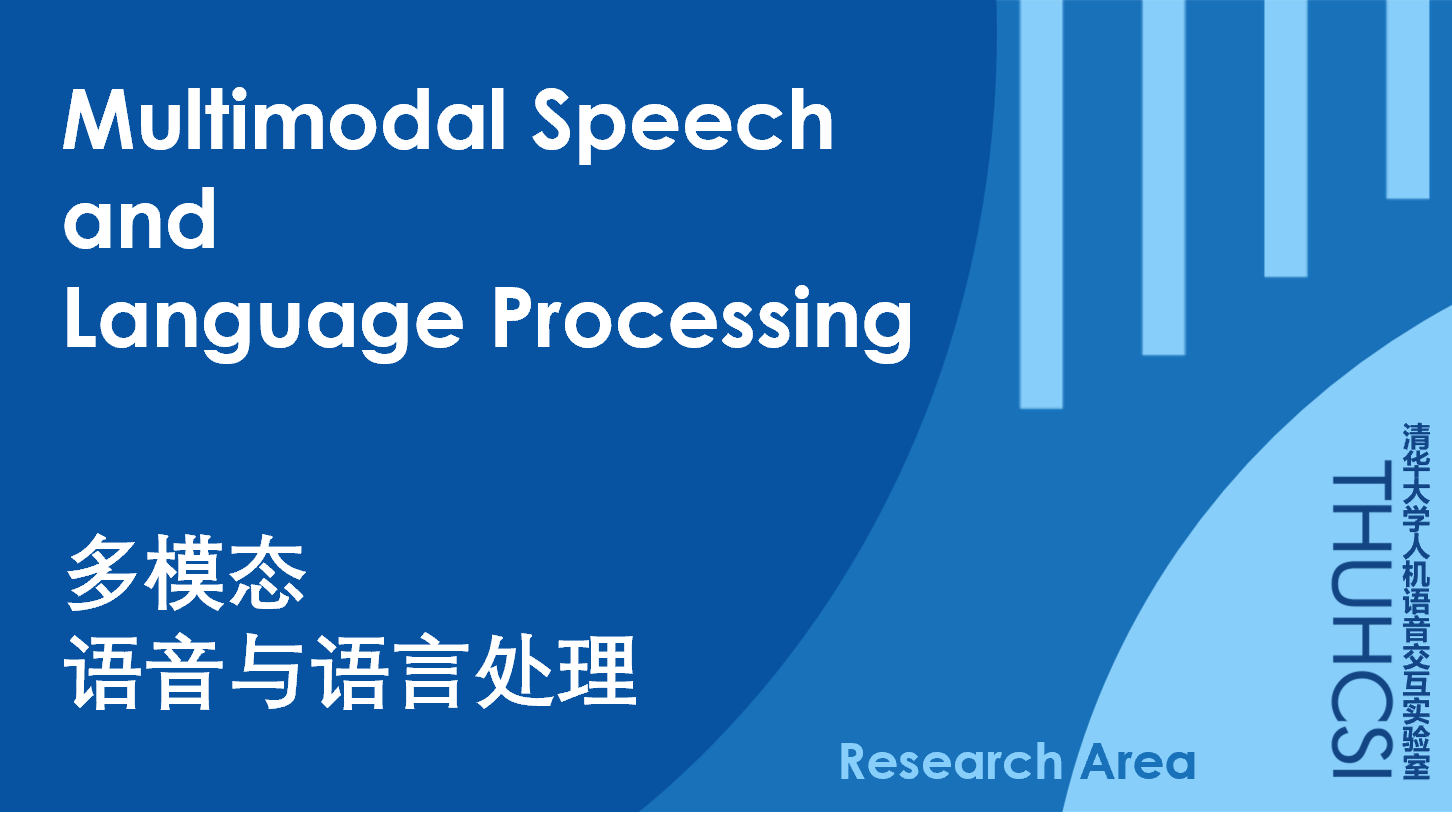 Multimodal Speech
and
Language Processing
多模态
语音与语言处理
Research Area
清华大学人机语音交互实验室
THUHCSI